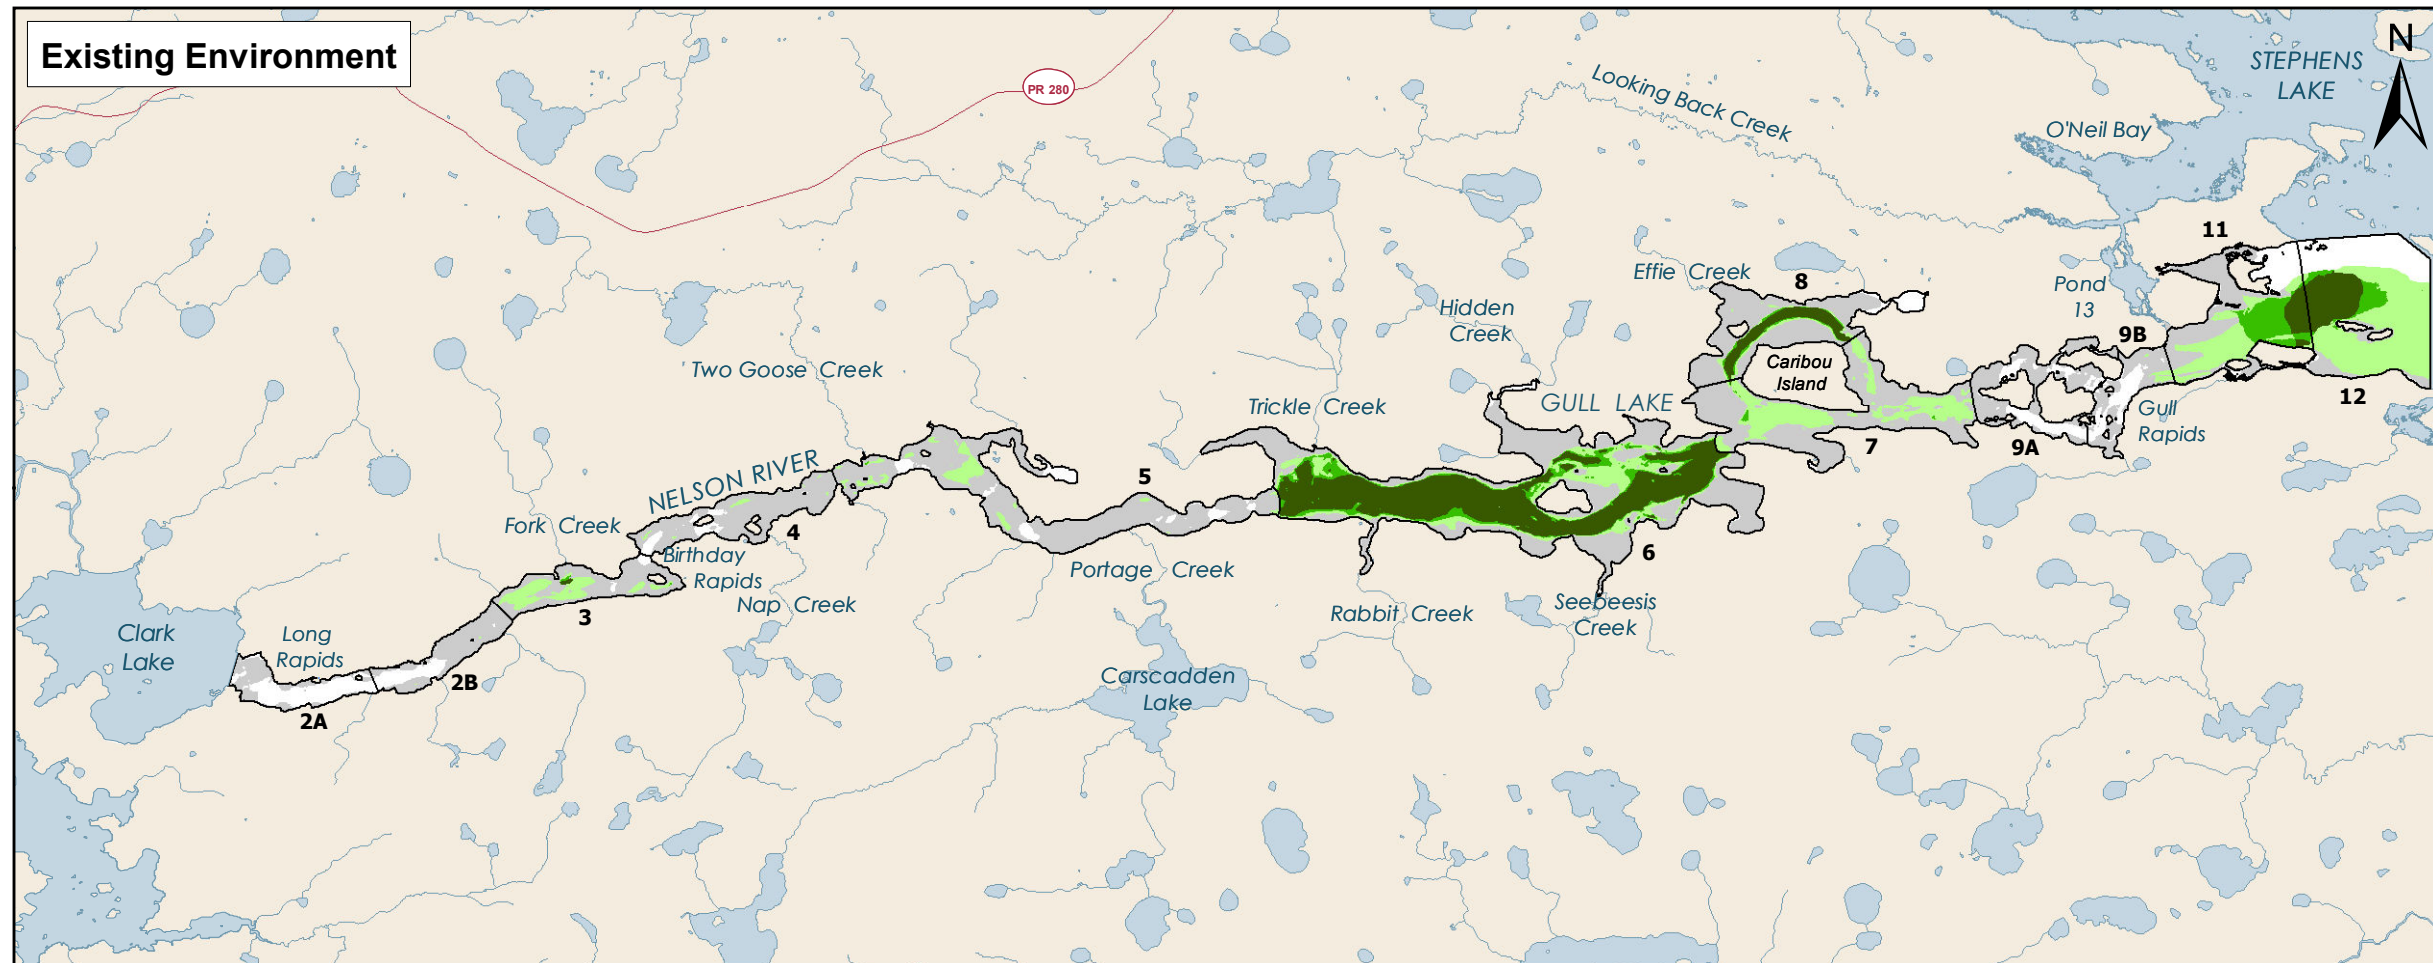 Existing Environment
N
STEPHENS
LAKE
PR 280
Looking Back Creek
O'Neil Bay
11
Effie Creek
8
Pond
13
Hidden
Creek
9B
Two Goose Creek
Caribou
Island
12
Trickle Creek
GULL LAKE
Gull
Rapids
7
9A
NELSON RIVER
5
Fork Creek
4
Birthday
Rapids
6
Portage Creek
Nap Creek
Rabbit Creek
Seebeesis
Creek
3
Clark
Lake
Long
Rapids
2B
Carscadden
Lake
2A